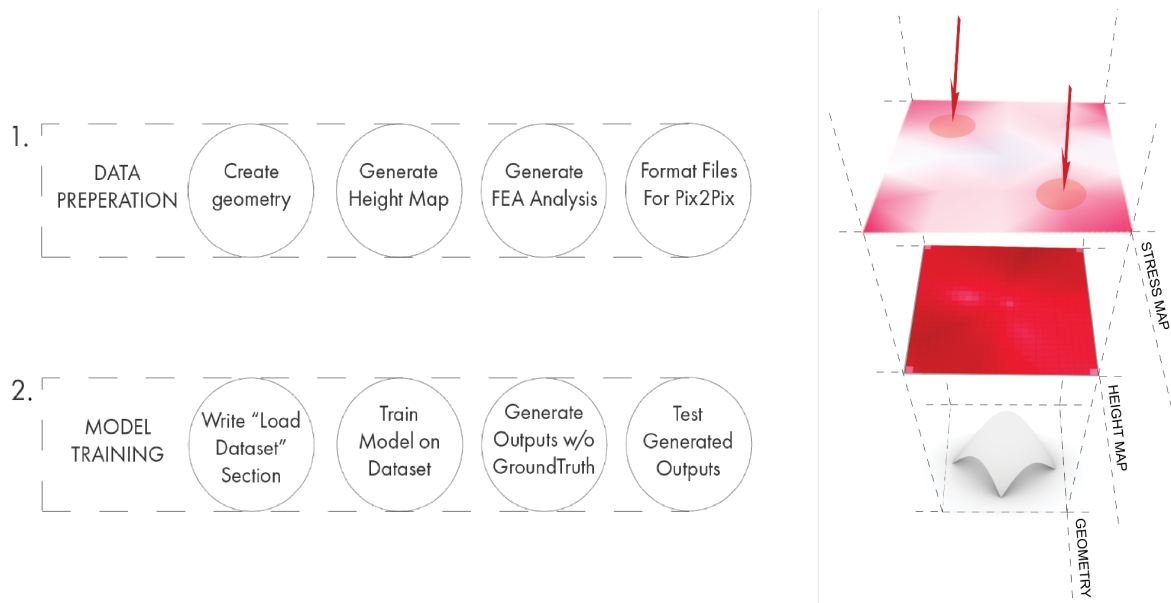 1.
DATA
PREPERATION
Create
geometry
Generate
Height Map
Generate
FEA Analysis
Format Files
For Pix2Pix
2.
MODEL
TRAINING
Write “Load
Dataset”
Section
Train
Model on
Dataset
Generate
Outputs w/o
GroundTruth
Test
Generated
Outputs
STRESS MAP
HEIGHT MAP
GEOMETRY